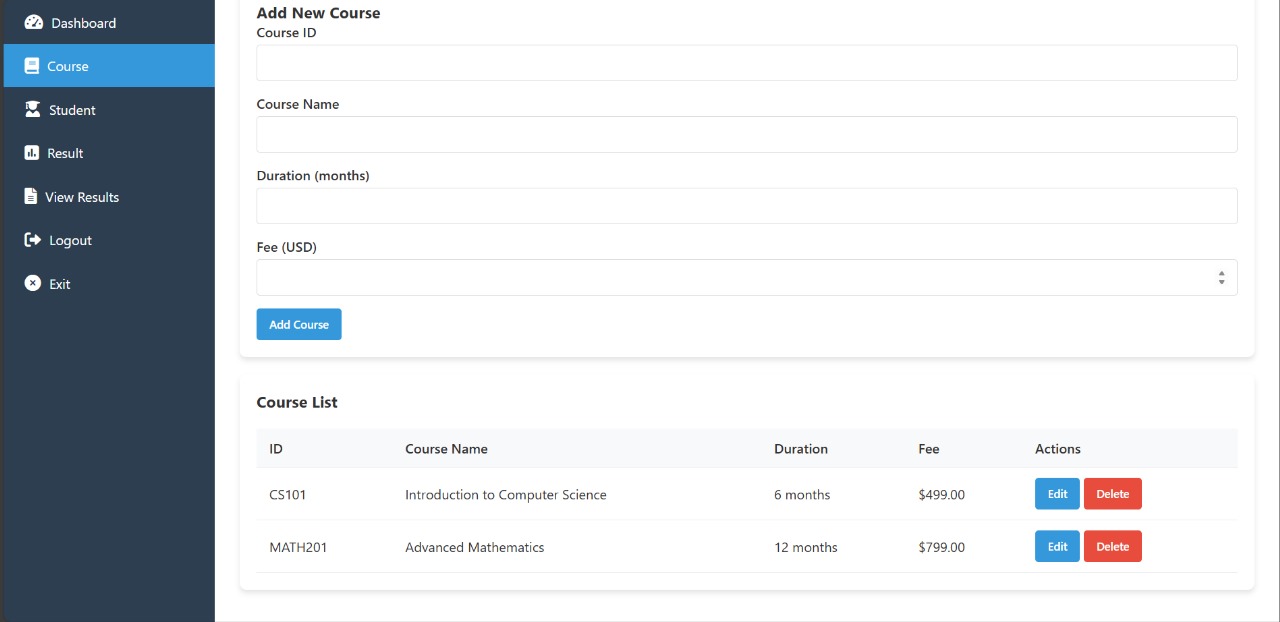 Dashboard
Course
Student
Result
View Results
Logout
Exit
Add New Course
Course ID
Course Name
Duration (months)
Fee (USD)
Add Course
Course List
ID Course Name Duration Fee Actions
CS101 Introduction to Computer Science 6 months $499.00 Edit Delete
MATH201 Advanced Mathematics 12 months $799.00 Edit Delete